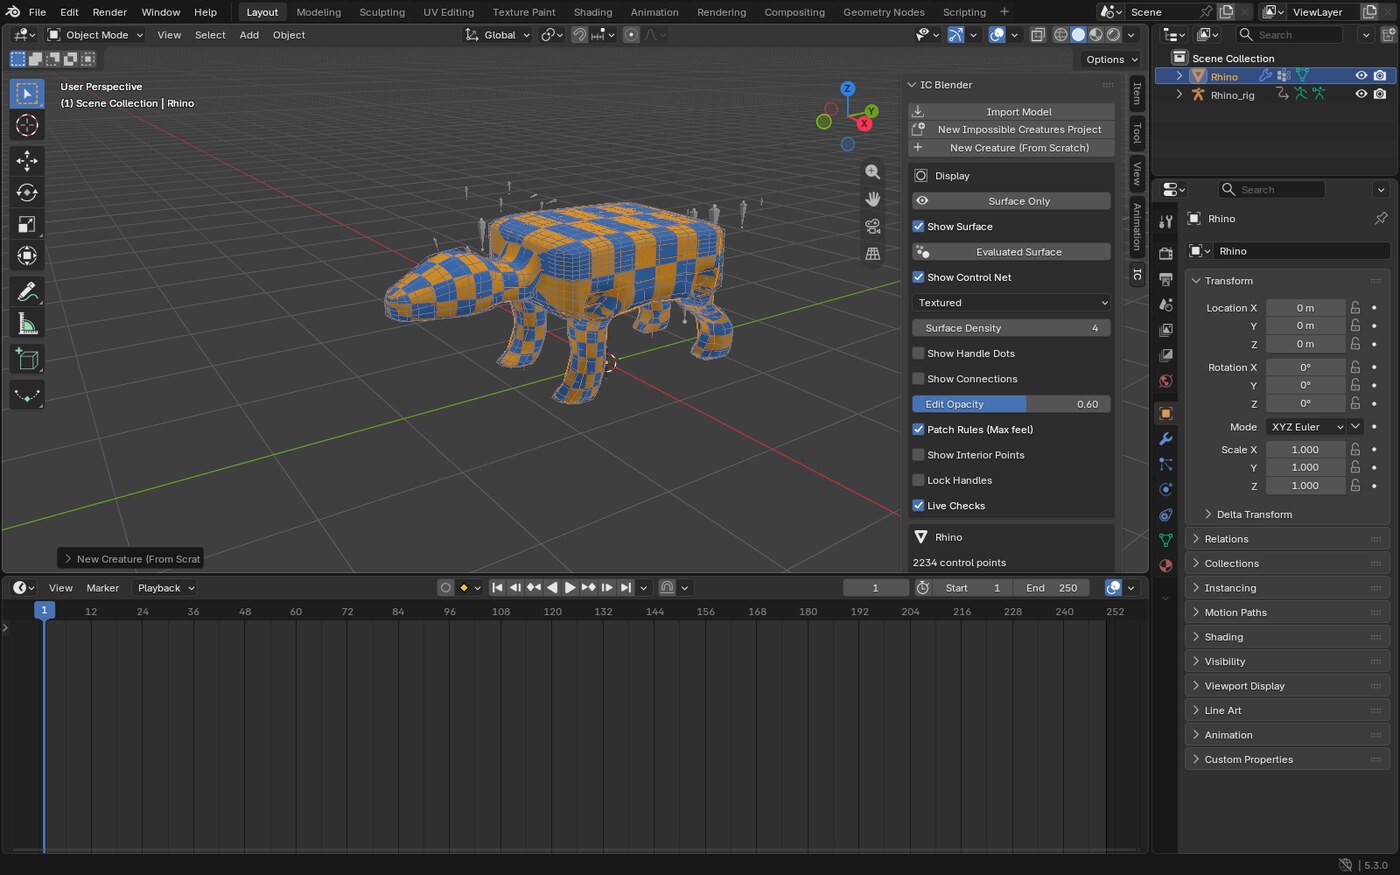 File Edit Render Window Help Layout Modeling Sculpting UV Editing Texture Paint Shading Animation Rendering Compositing Geometry Nodes Scripting + Scene ViewLayer
Object Mode View Select Add Object Global Search
Options
User Perspective
(1) Scene Collection | Rhino
Z
Y
X
IC Blender
Import Model
New Impossible Creatures Project
New Creature (From Scratch)
Display
Surface Only
Show Surface
Evaluated Surface
Show Control Net
Textured
Surface Density 4
Show Handle Dots
Show Connections
Edit Opacity 0.60
Patch Rules (Max feel)
Show Interior Points
Lock Handles
Live Checks
Rhino
2234 control points
Item
Tool
View
Animation
IC
New Creature (From Scrat
Scene Collection
Rhino
Rhino_rig
Search
Rhino
Rhino
Transform
Location X 0 m
Y 0 m
Z 0 m
Rotation X 0°
Y 0°
Z 0°
Mode XYZ Euler
Scale X 1.000
Y 1.000
Z 1.000
Delta Transform
Relations
Collections
Instancing
Motion Paths
Shading
Visibility
Viewport Display
Line Art
Animation
Custom Properties
View Marker Playback 1 Start 1 End 250
1 12 24 36 48 60 72 84 96 108 120 132 144 156 168 180 192 204 216 228 240 252
5.3.0